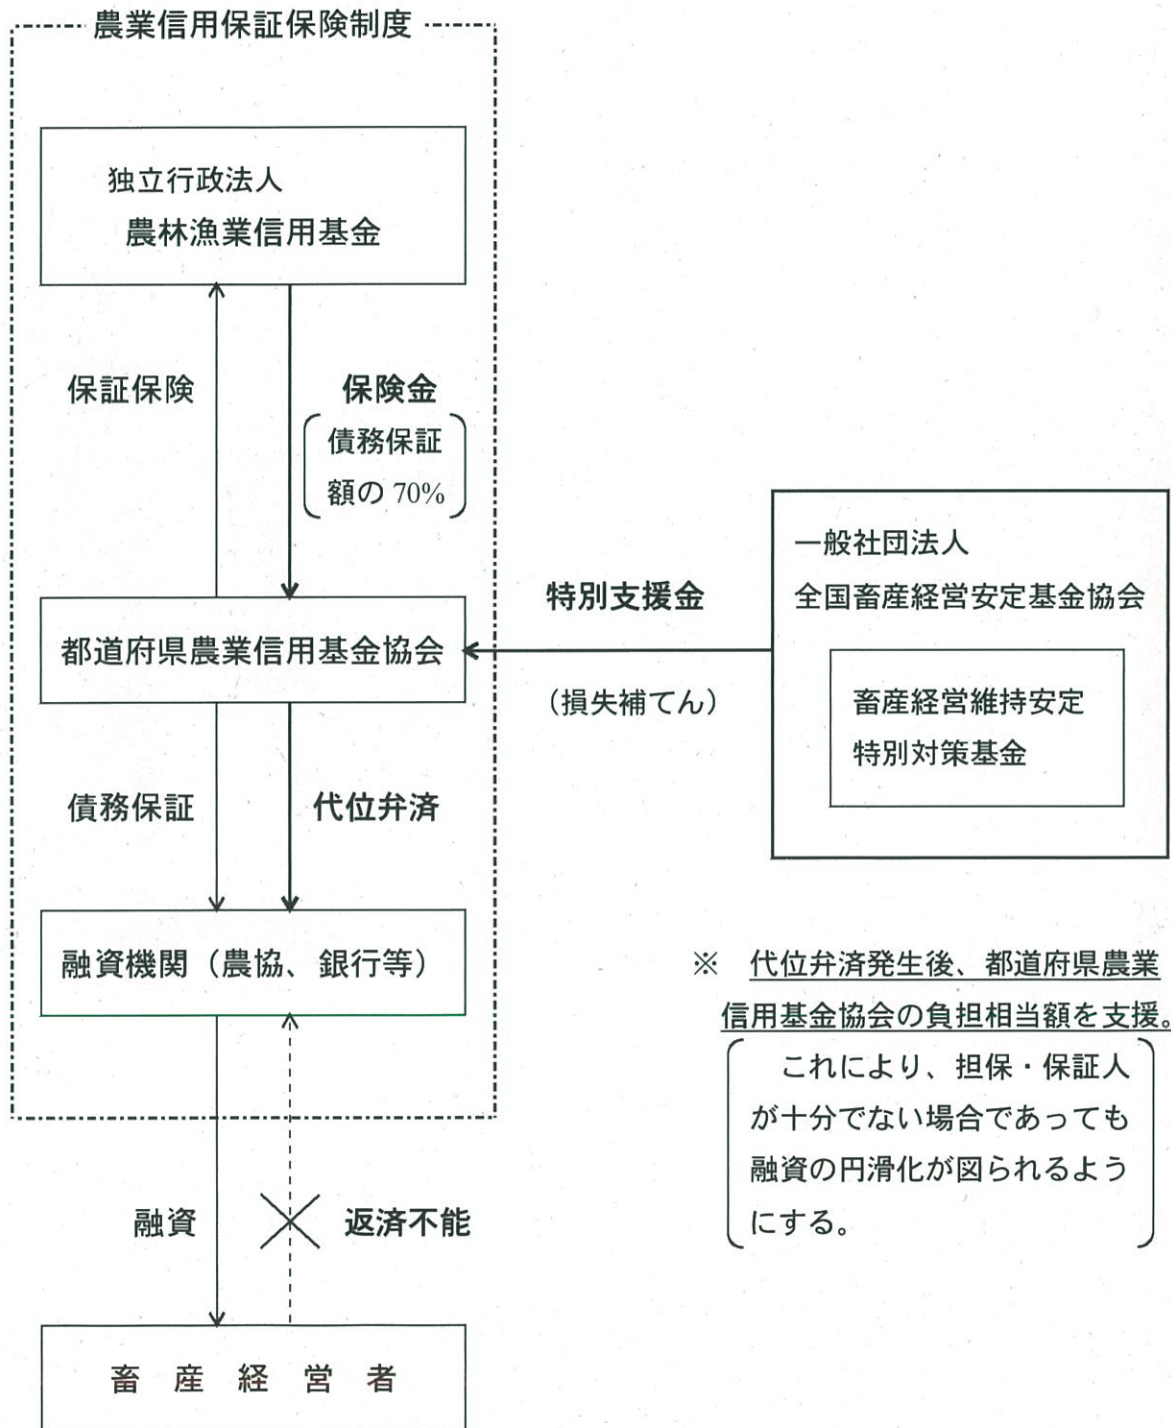 農業信用保証保険制度
独立行政法人
農林漁業信用基金
保証保険
保険金
債務保証
額の 70%
都道府県農業信用基金協会
特別支援金
(損失補てん)
一般社団法人
全国畜産経営安定基金協会
畜産経営維持安定
特別対策基金
債務保証
代位弁済
融資機関(農協、銀行等)
※ 代位弁済発生後、都道府県農業
信用基金協会の負担相当額を支援。
これにより、担保・保証人
が十分でない場合であっても
融資の円滑化が図られるよう
にする。
融資
返済不能
畜産経営者